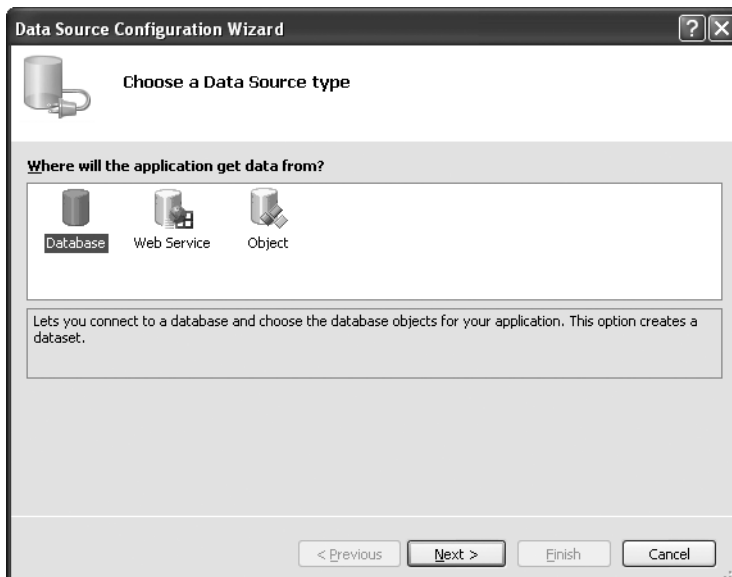 Data Source Configuration Wizard
Choose a Data Source type
Where will the application get data from?
Database Web Service Object
Lets you connect to a database and choose the database objects for your application. This option creates a
dataset.
< Previous Next > Finish Cancel